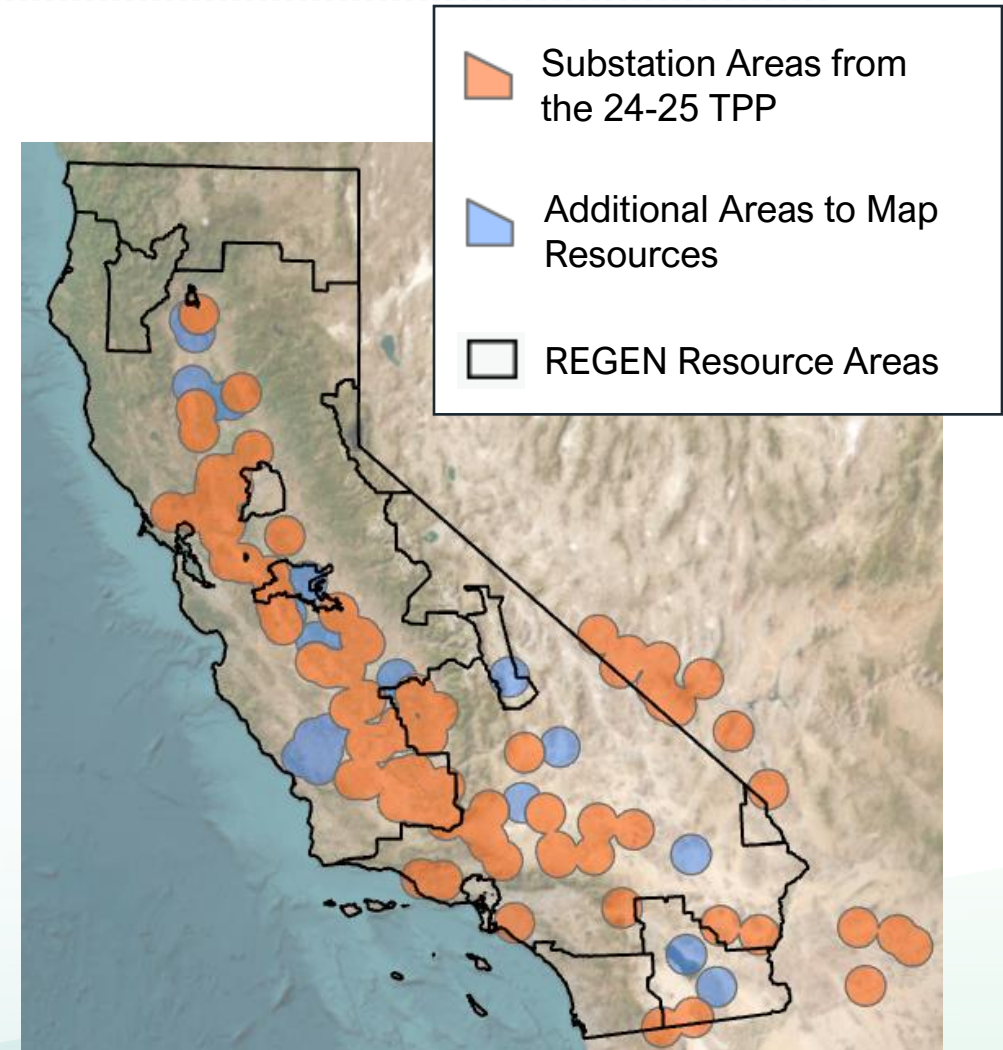 Substation Areas from
the 24-25 TPP
Additional Areas to Map
Resources
REGEN Resource Areas